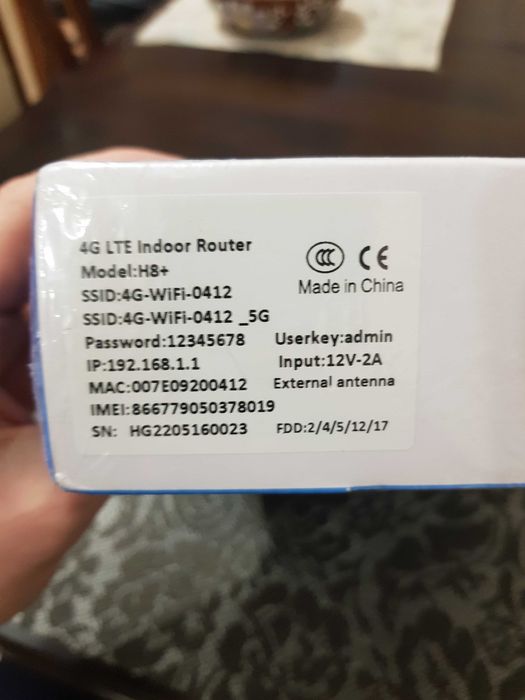 4G LTE Indoor Router
Model:H8+
SSID:4G-WiFi-0412
SSID:4G-WiFi-0412 _5G
Password:12345678
IP:192.168.1.1
MAC:007E09200412
IMEI:866779050378019
SN: HG2205160023
CCC CE
Made in China
Userkey:admin
Input:12V-2A
External antenna
FDD:2/4/5/12/17